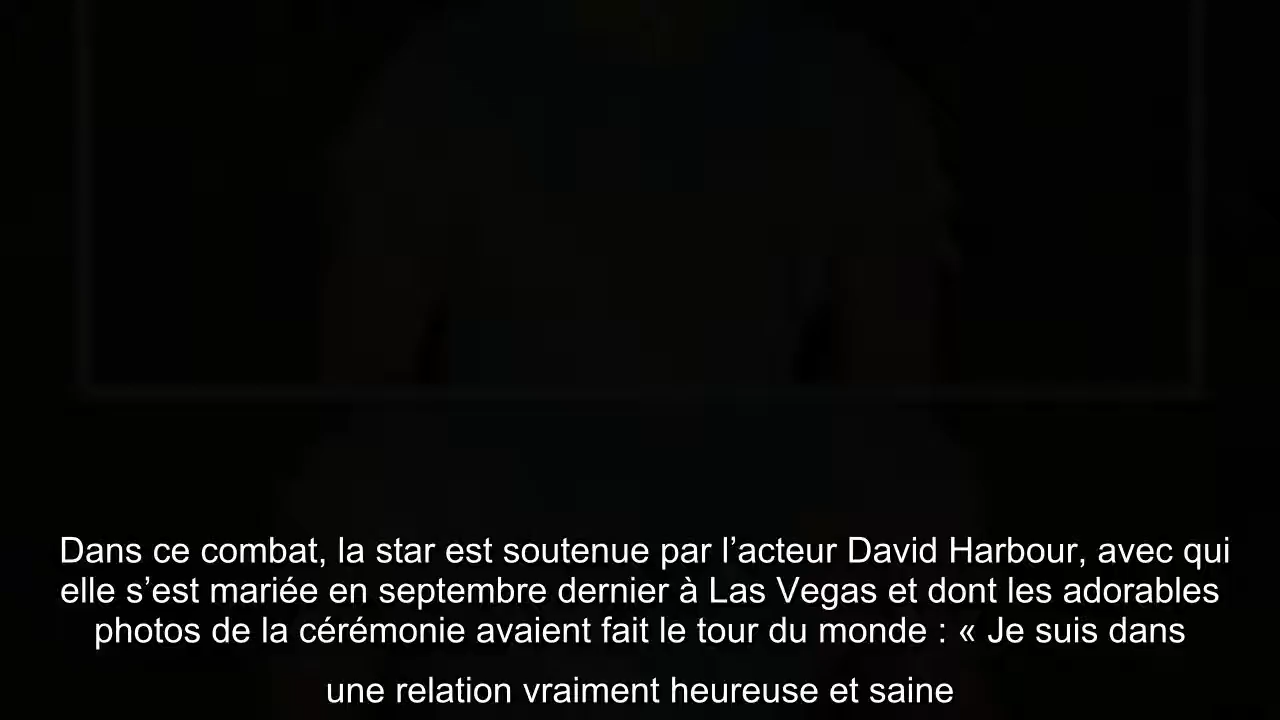 Dans ce combat, la star est soutenue par l’acteur David Harbour, avec qui
elle s’est mariée en septembre dernier à Las Vegas et dont les adorables
photos de la cérémonie avaient fait le tour du monde : « Je suis dans
une relation vraiment heureuse et saine